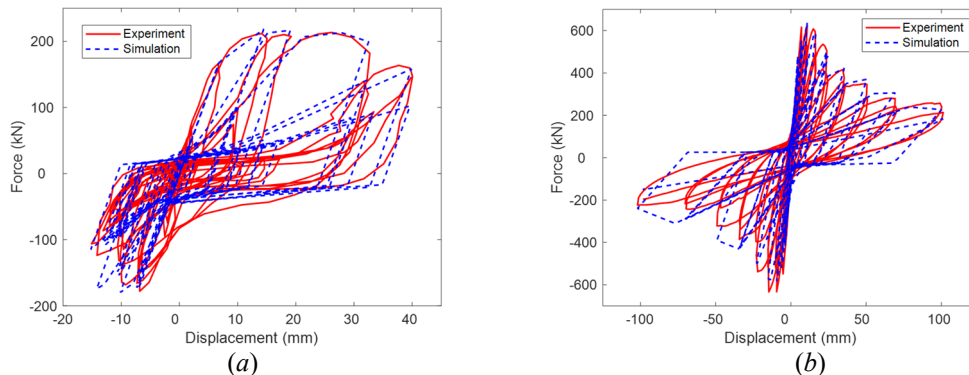 Experiment
Simulation
200
100
0
-100
-200
-20
-10
0
10
20
30
40
Force (kN)
Displacement (mm)
(a)
Experiment
Simulation
600
400
200
0
-200
-400
-600
-100
-50
0
50
100
Force (kN)
Displacement (mm)
(b)